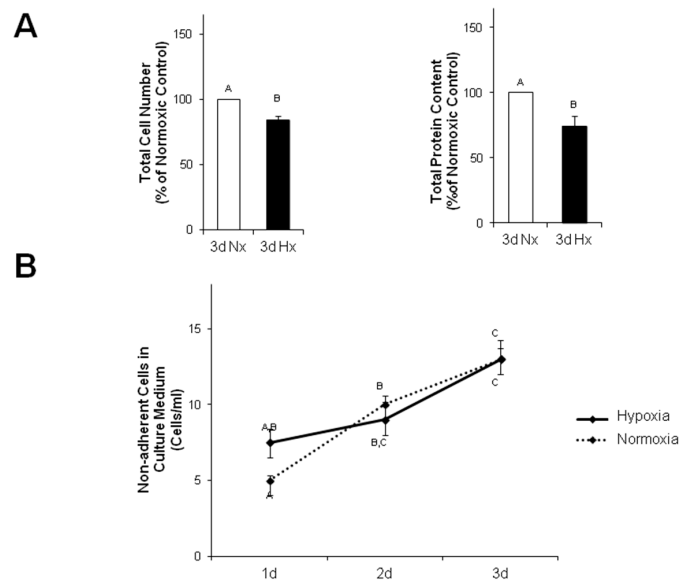 A
Total Cell Number
(% of Normoxic Control)
150
100
50
0
A
B
3d Nx
3d Hx
Total Protein Content
(%of Normoxic Control)
150
100
50
0
A
B
3d Nx
3d Hx
B
Non-adherent Cells in
Culture Medium
(Cells/ml)
15
10
5
0
A,B
A
B
B,C
C
C
1d
2d
3d
Hypoxia
Normoxia